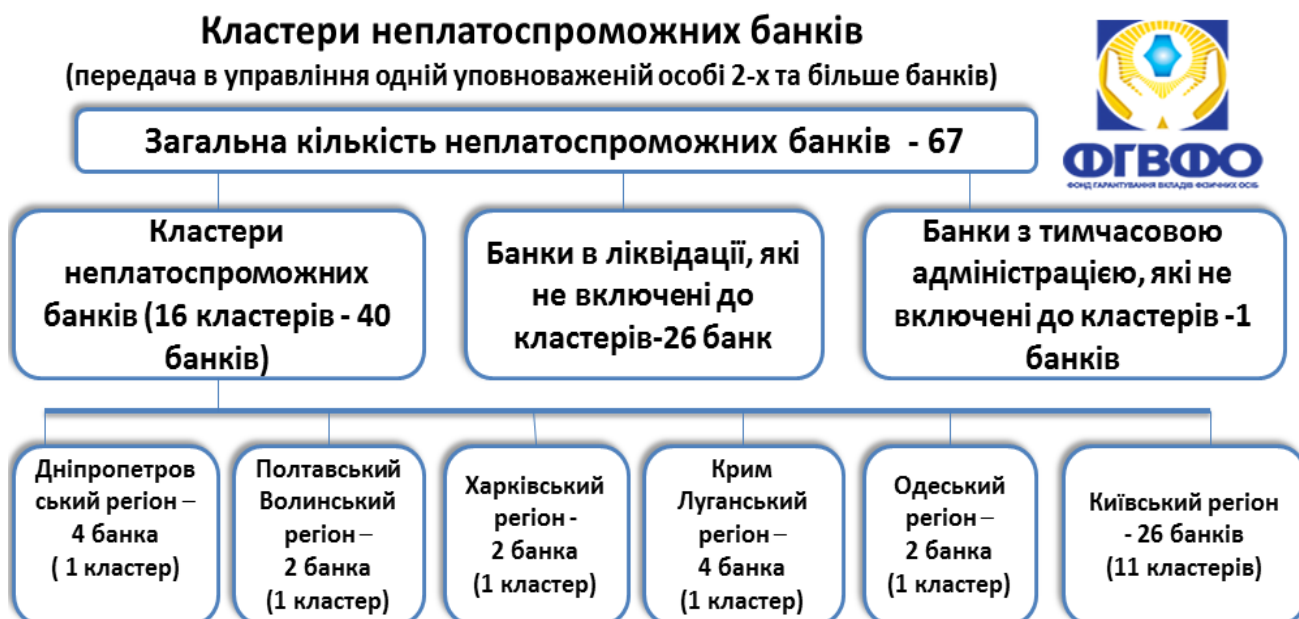 Кластери неплатоспроможних банків
(передача в управління одній уповноваженій особі 2-х та більше банків)
ФГВФО
ФОНД ГАРАНТУВАННЯ ВКЛАДІВ ФІЗИЧНИХ ОСІБ
Загальна кількість неплатоспроможних банків - 67
Кластери
неплатоспроможних
банків (16 кластерів - 40
банків)
Банки в ліквідації, які
не включені до
кластерів-26 банк
Банки з тимчасовою
адміністрацією, які не
включені до кластерів -1
банків
Дніпропетров
ський регіон –
4 банка
( 1 кластер)
Полтавський
Волинський
регіон –
2 банка
(1 кластер)
Харківський
регіон -
2 банка
(1 кластер)
Крим
Луганський
регіон –
4 банка
(1 кластер)
Одеський
регіон –
2 банка
(1 кластер)
Київський регіон
- 26 банків
(11 кластерів)